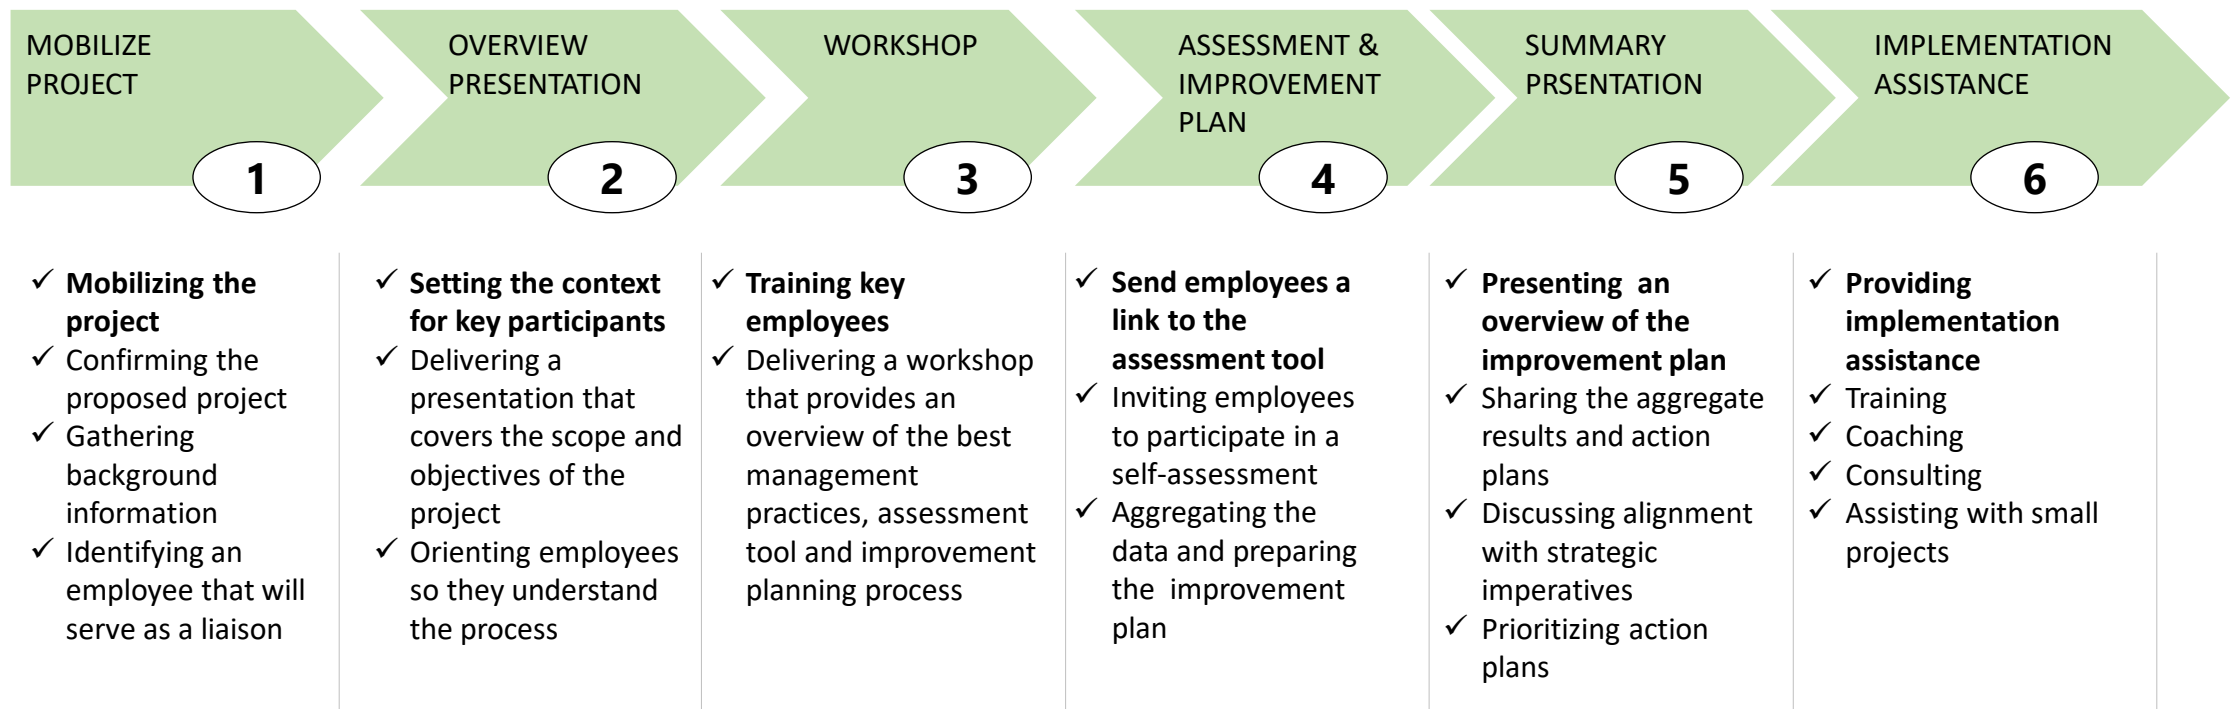 MOBILIZE
PROJECT
1
OVERVIEW
PRESENTATION
2
WORKSHOP
3
ASSESSMENT &
IMPROVEMENT
PLAN
4
SUMMARY
PRSENTATION
5
IMPLEMENTATION
ASSISTANCE
6
✓ Mobilizing the
project
✓ Confirming the
proposed project
✓ Gathering
background
information
✓ Identifying an
employee that will
serve as a liaison
✓ Setting the context
for key participants
✓ Delivering a
presentation that
covers the scope and
objectives of the
project
✓ Orienting employees
so they understand
the process
✓ Training key
employees
✓ Delivering a workshop
that provides an
overview of the best
management
practices, assessment
tool and improvement
planning process
✓ Send employees a
link to the
assessment tool
✓ Inviting employees
to participate in a
self-assessment
✓ Aggregating the
data and preparing
the improvement
plan
✓ Presenting an
overview of the
improvement plan
✓ Sharing the aggregate
results and action
plans
✓ Discussing alignment
with strategic
imperatives
✓ Prioritizing action
plans
✓ Providing
implementation
assistance
✓ Training
✓ Coaching
✓ Consulting
✓ Assisting with small
projects